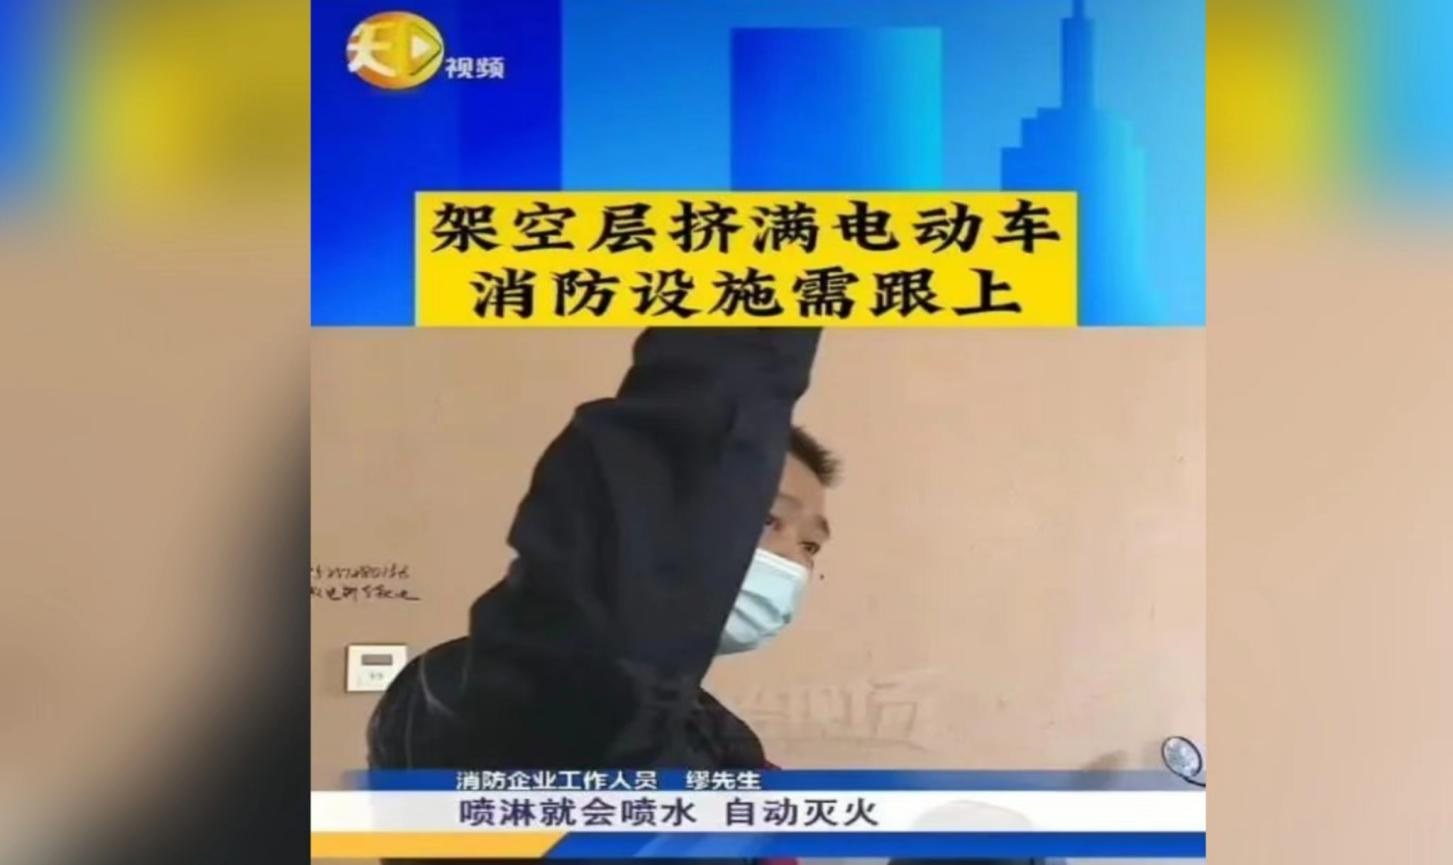 天
视频
架空层挤满电动车
消防设施需跟上
消防企业工作人员 缪先生
喷淋就会喷水 自动灭火